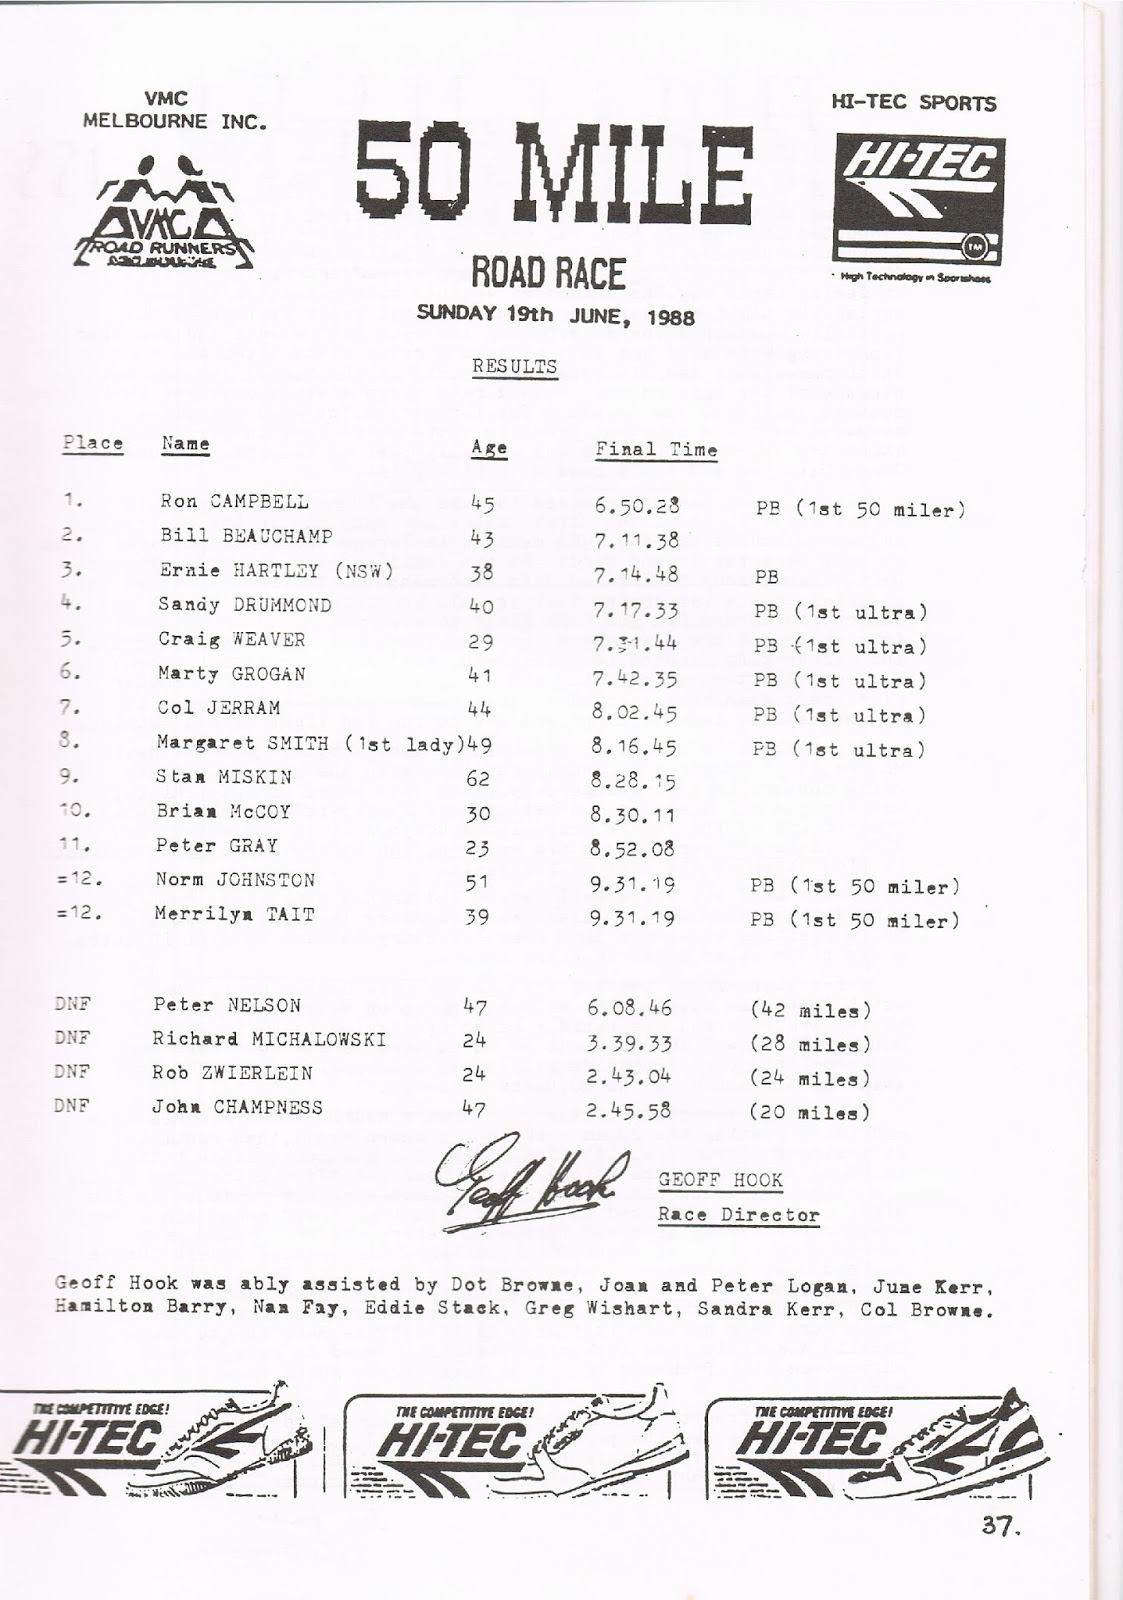 VMC
MELBOURNE INC.
VMC
ROAD RUNNERS
50 MILE
ROAD RACE
SUNDAY 19th JUNE, 1988
HI-TEC SPORTS
HI-TEC
TM
High Technology in Sportshoes
RESULTS
Place Name Age Final Time
1. Ron CAMPBELL 45 6.50.28 PB (1st 50 miler)
2. Bill BEAUCHAMP 43 7.11.38
3. Ernie HARTLEY (NSW) 38 7.14.48 PB
4. Sandy DRUMMOND 40 7.17.33 PB (1st ultra)
5. Craig WEAVER 29 7.31.44 PB (1st ultra)
6. Marty GROGAN 41 7.42.35 PB (1st ultra)
7. Col JERRAM 44 8.02.45 PB (1st ultra)
8. Margaret SMITH (1st lady)49 8.16.45 PB (1st ultra)
9. Stan MISKIN 62 8.28.15
10. Brian McCOY 30 8.30.11
11. Peter GRAY 23 8.52.08
=12. Norm JOHNSTON 51 9.31.19 PB (1st 50 miler)
=12. Merrilyn TAIT 39 9.31.19 PB (1st 50 miler)
DNF Peter NELSON 47 6.08.46 (42 miles)
DNF Richard MICHALOWSKI 24 3.39.33 (28 miles)
DNF Rob ZWIERLEIN 24 2.43.04 (24 miles)
DNF John CHAMPNESS 47 2.45.58 (20 miles)
Geoff Hook
GEOFF HOOK
Race Director
Geoff Hook was ably assisted by Dot Browne, Joan and Peter Logan, June Kerr,
Hamilton Barry, Nan Fay, Eddie Stack, Greg Wishart, Sandra Kerr, Col Browne.
THE COMPETITIVE EDGE!
HI-TEC
THE COMPETITIVE EDGE!
HI-TEC
THE COMPETITIVE EDGE!
HI-TEC
37.